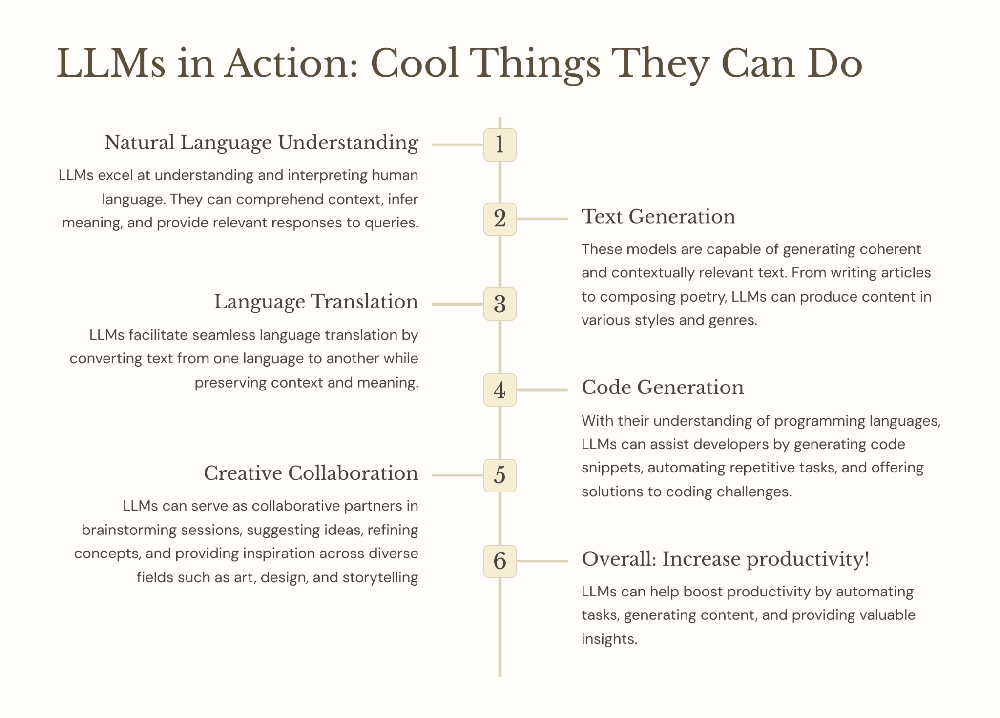 LLMs in Action: Cool Things They Can Do
1
Natural Language Understanding
LLMs excel at understanding and interpreting human
language. They can comprehend context, infer
meaning, and provide relevant responses to queries.
2
Text Generation
These models are capable of generating coherent
and contextually relevant text. From writing articles
to composing poetry, LLMs can produce content in
various styles and genres.
3
Language Translation
LLMs facilitate seamless language translation by
converting text from one language to another while
preserving context and meaning.
4
Code Generation
With their understanding of programming languages,
LLMs can assist developers by generating code
snippets, automating repetitive tasks, and offering
solutions to coding challenges.
5
Creative Collaboration
LLMs can serve as collaborative partners in
brainstorming sessions, suggesting ideas, refining
concepts, and providing inspiration across diverse
fields such as art, design, and storytelling
6
Overall: Increase productivity!
LLMs can help boost productivity by automating
tasks, generating content, and providing valuable
insights.